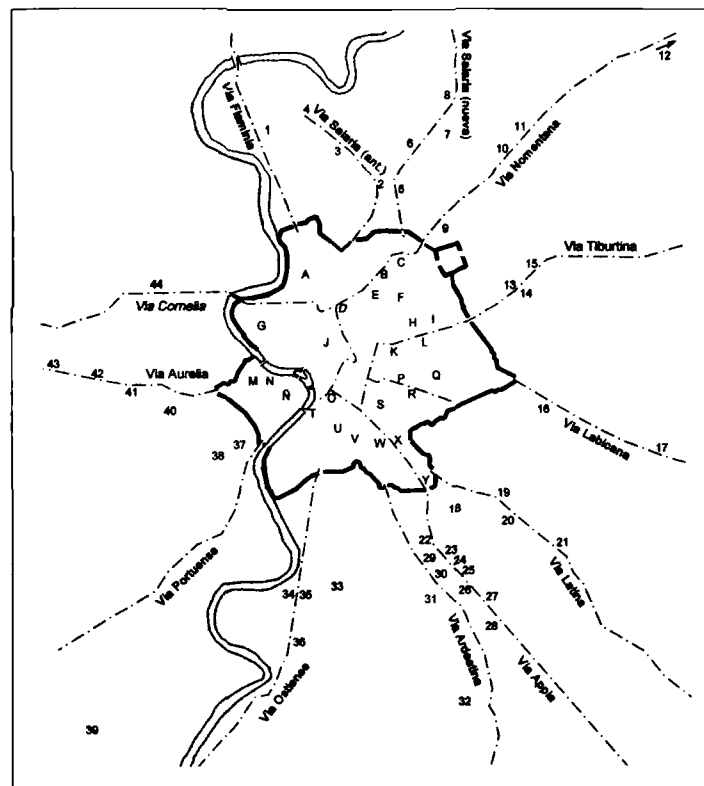 12
8
Via Salaria (nueva)
4
Via Salaria (ant.)
Via Flaminia
1
3
6
7
11
10
Via Nomentana
2
5
9
Via Tiburtina
C
A
B
15
44
E
F
13
14
Via Cornelia
D
G
H
I
J
K
L
43
Via Aurelia
42
41
40
M
N
Ñ
O
P
Q
R
S
T
16
Via Labicana
17
U
V
W
X
37
38
Y
18
19
20
21
Via Latina
22
23
24
25
26
27
28
29
30
31
Via Portuense
33
34
35
36
Via Ostiense
Via Ardeatina
Via Appia
32
39